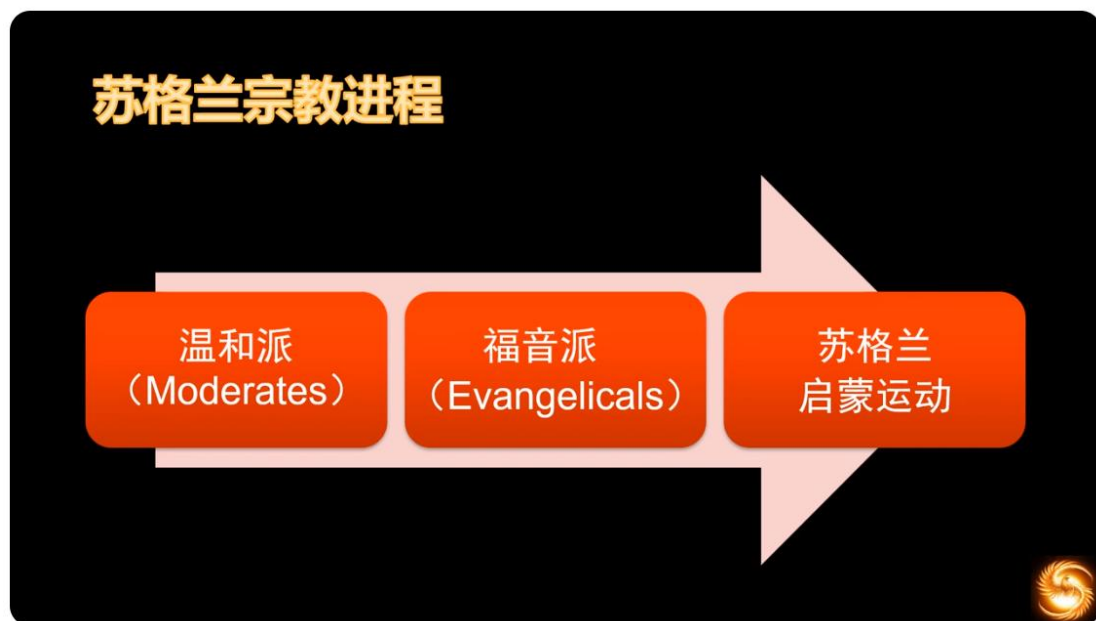 苏格兰宗教进程
温和派
（Moderates）
福音派
（Evangelicals）
苏格兰
启蒙运动